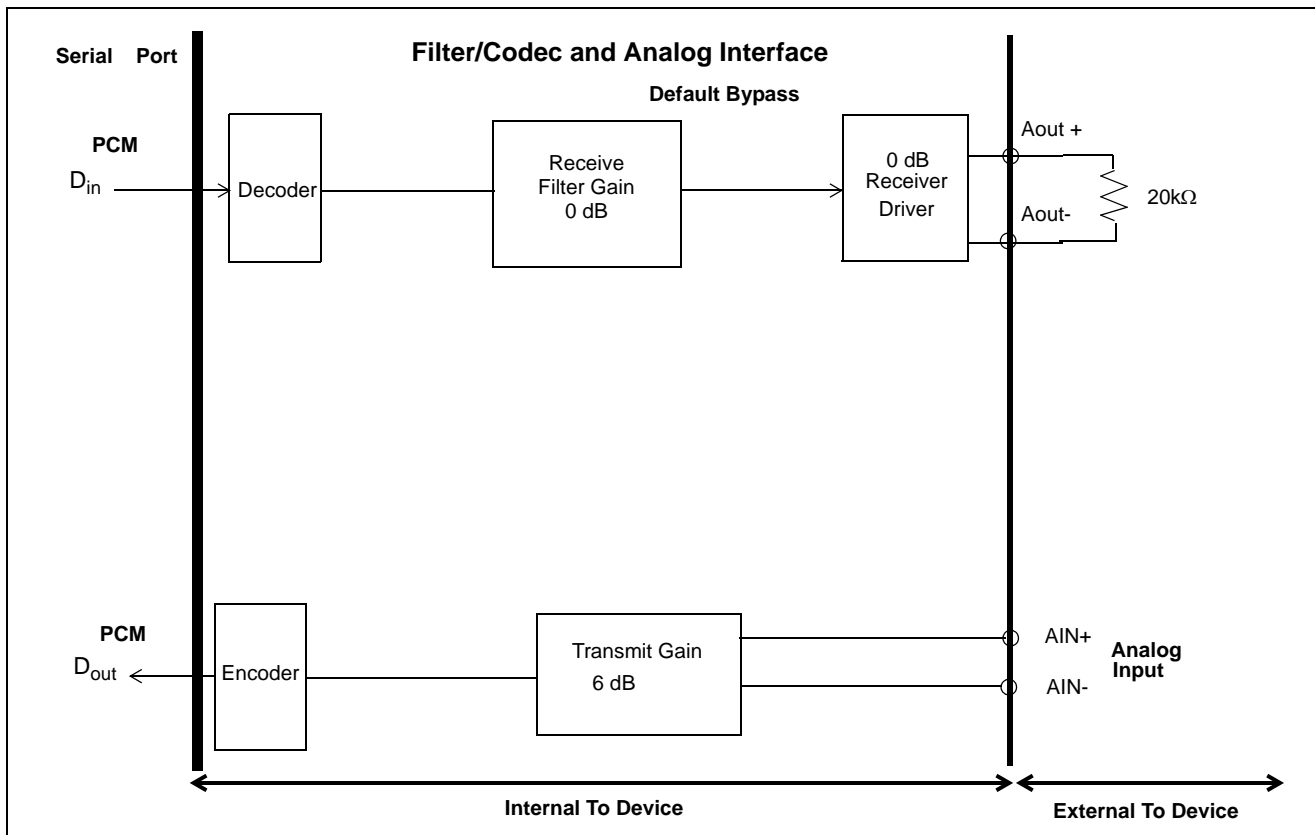 Serial Port
Filter/Codec and Analog Interface
Default Bypass
PCM
Din
Decoder
Receive
Filter Gain
0 dB
0 dB
Receiver
Driver
Aout +
Aout-
20kΩ
PCM
Dout
Encoder
Transmit Gain
6 dB
AIN+
AIN-
Analog
Input
Internal To Device
External To Device